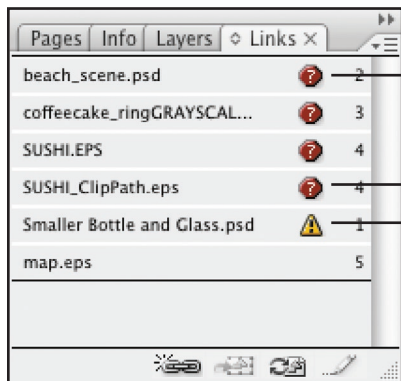 Pages Info Layers Links
beach_scene.psd ? 2
coffeecake_ringGRAYSCAL... ? 3
SUSHI.EPS ? 4
SUSHI_ClipPath.eps ? 4
Smaller Bottle and Glass.psd ! 1
map.eps 5